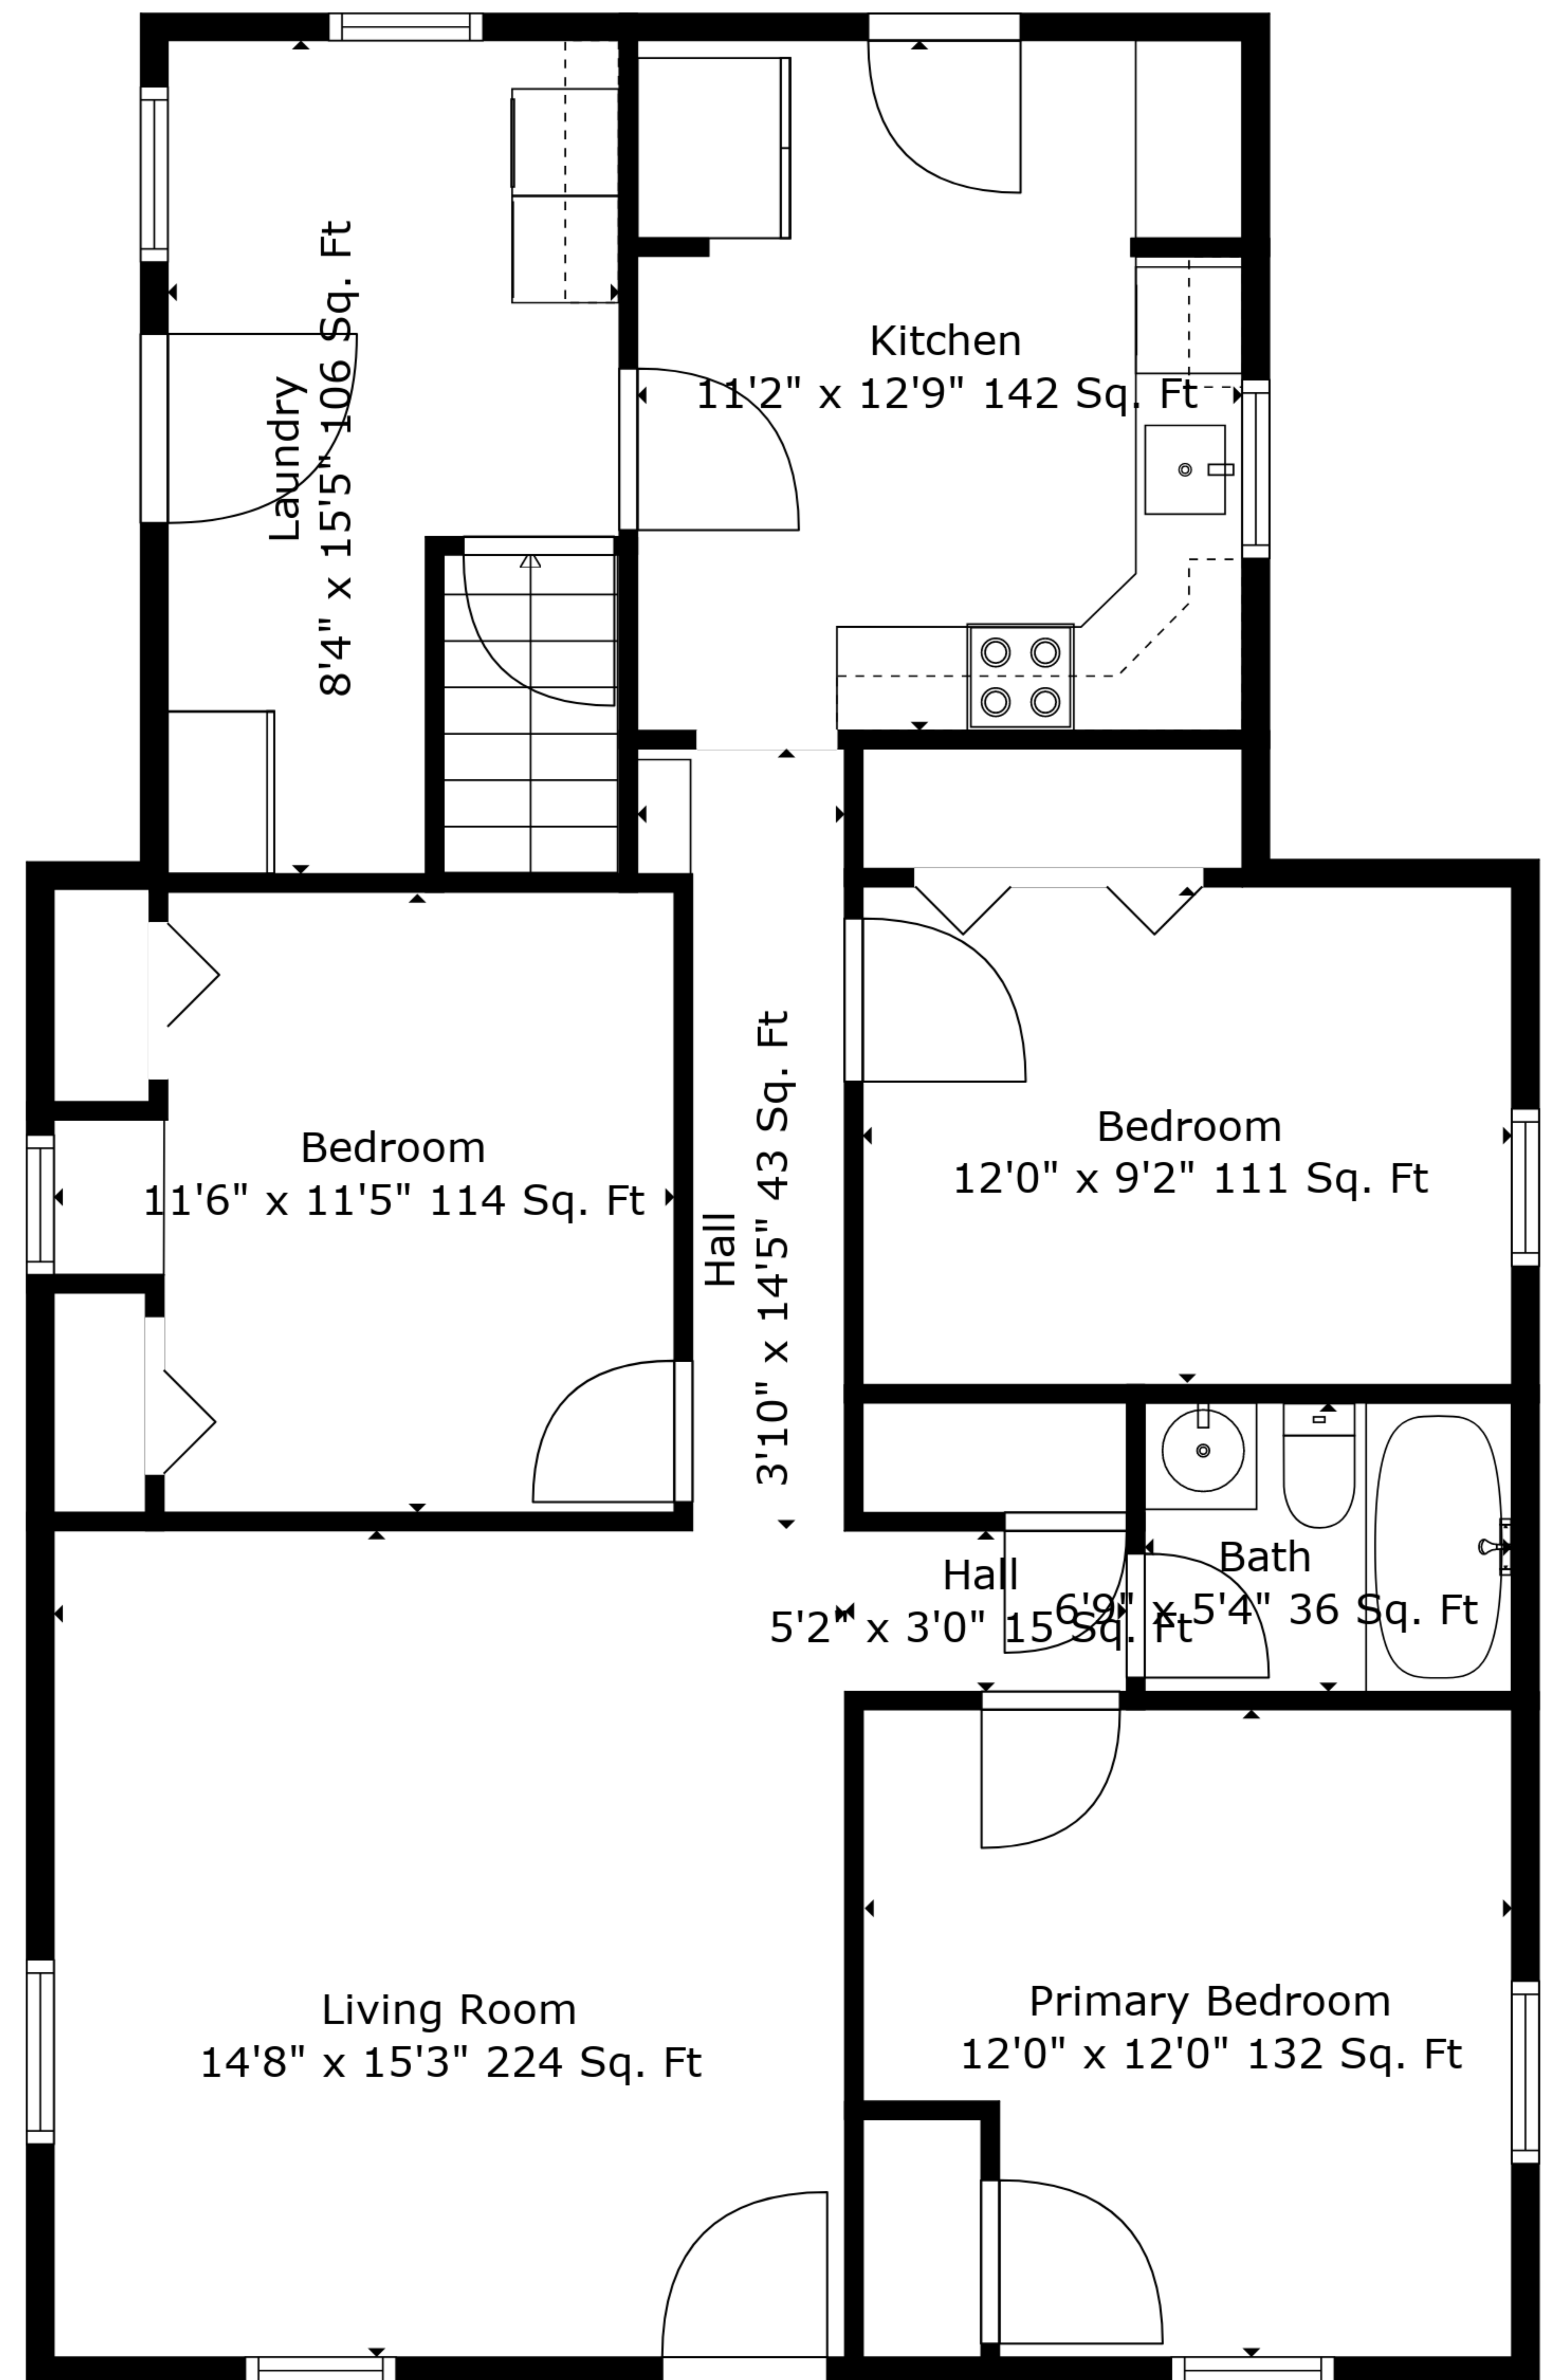 Laundry
8'4" x 15'5" 106 Sq. Ft
Kitchen
11'2" x 12'9" 142 Sq. Ft
Bedroom
11'6" x 11'5" 114 Sq. Ft
Hall
3'10" x 14'5" 43 Sq. Ft
Bedroom
12'0" x 9'2" 111 Sq. Ft
Hall
5'2" x 3'0" 15 Sq. Ft
Bath
6'9" x 5'4" 36 Sq. Ft
Living Room
14'8" x 15'3" 224 Sq. Ft
Primary Bedroom
12'0" x 12'0" 132 Sq. Ft